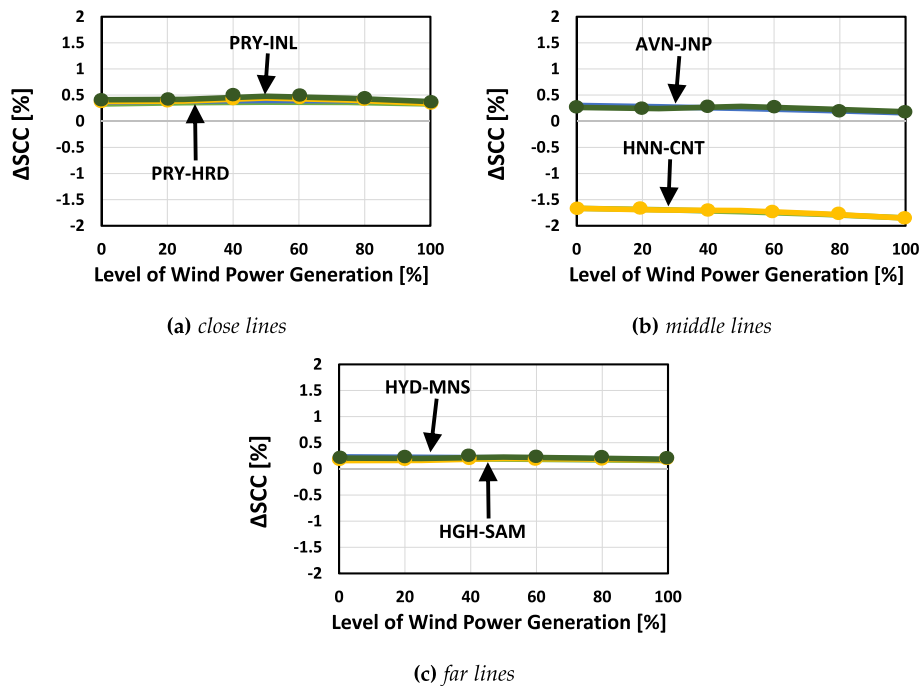 2
1.5
1
0.5
0
-0.5
-1
-1.5
-2
ΔSCC [%]
PRY-INL
PRY-HRD
0 20 40 60 80 100
Level of Wind Power Generation [%]
(a) close lines
2
1.5
1
0.5
0
-0.5
-1
-1.5
-2
ΔSCC [%]
AVN-JNP
HNN-CNT
0 20 40 60 80 100
Level of Wind Power Generation [%]
(b) middle lines
2
1.5
1
0.5
0
-0.5
-1
-1.5
-2
ΔSCC [%]
HYD-MNS
HGH-SAM
0 20 40 60 80 100
Level of Wind Power Generation [%]
(c) far lines